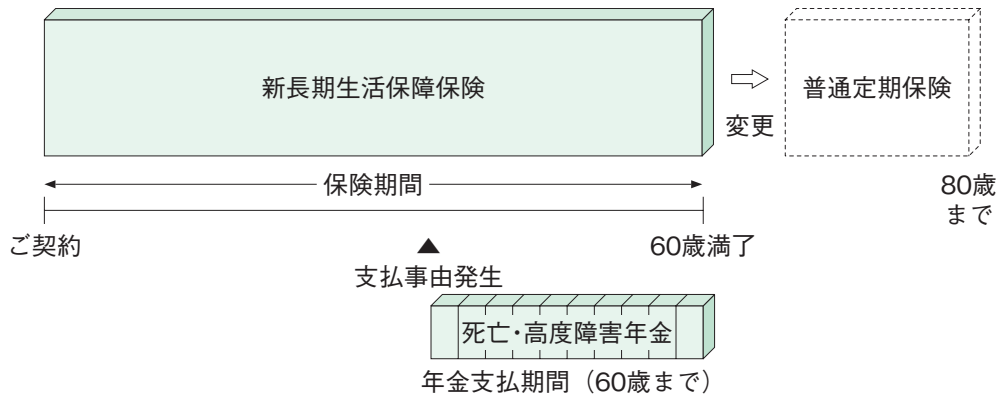 新長期生活保障保険
変更
普通定期保険
保険期間
80歳
まで
ご契約
60歳満了
支払事由発生
死亡・高度障害年金
年金支払期間（60歳まで）